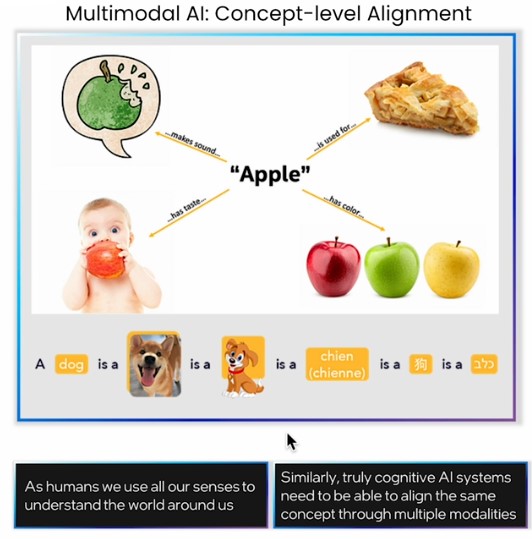 Multimodal AI: Concept-level Alignment
...makes sound...
...is used for...
“Apple”
...has taste...
...has color...
A dog is a is a is a chien (chienne) is a 狗 is a כלב
As humans we use all our senses to
understand the world around us
Similarly, truly cognitive AI systems
need to be able to align the same
concept through multiple modalities